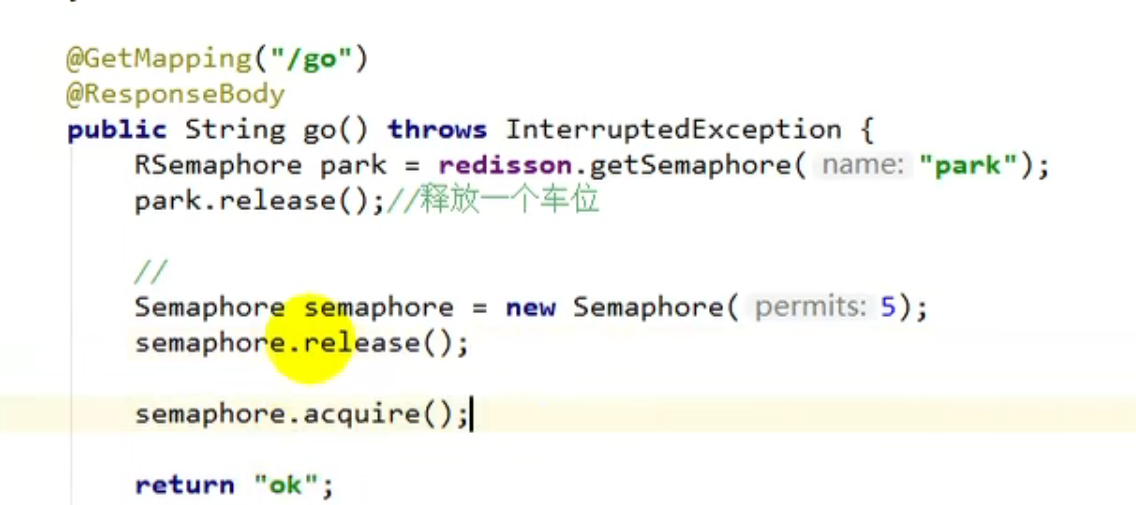 @GetMapping("/go")
@ResponseBody
public String go() throws InterruptedException {
RSemaphore park = redisson.getSemaphore( name: "park");
park.release();//释放一个车位
//
Semaphore semaphore = new Semaphore( permits: 5);
semaphore.release();
semaphore.acquire();
return "ok";